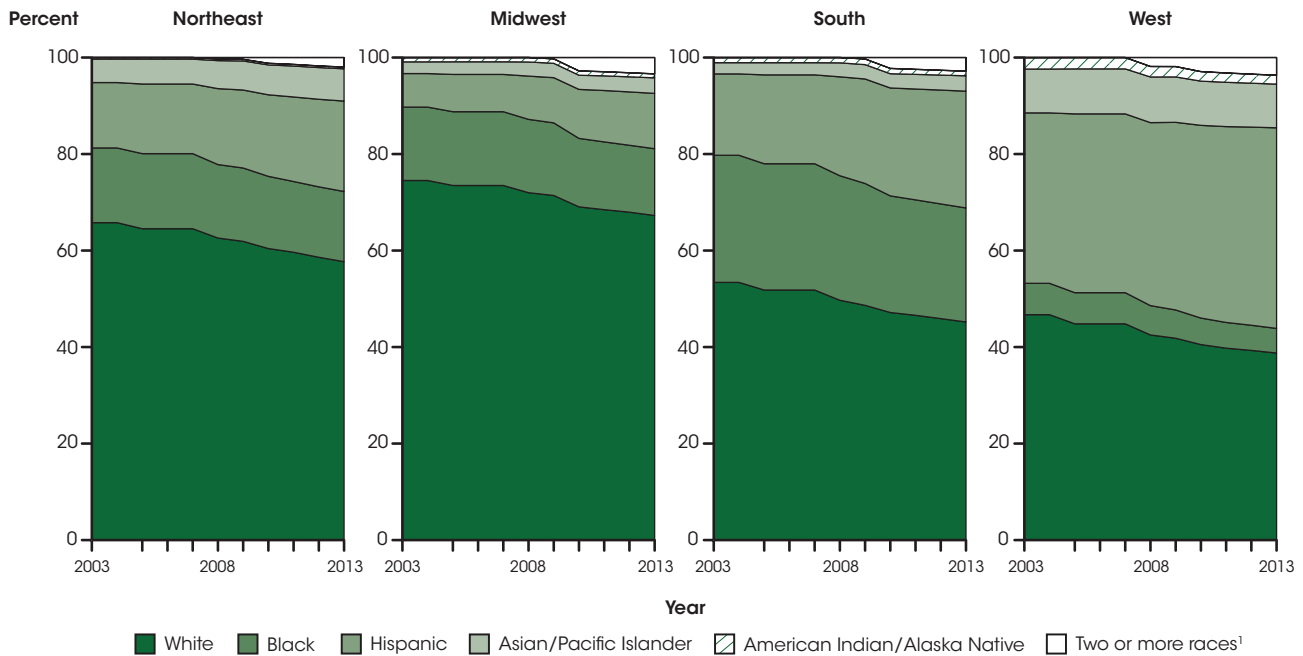 Percent Northeast Midwest South West
100 100 100 100
80 80 80 80
60 60 60 60
40 40 40 40
20 20 20 20
0 0 0 0
2003 2008 2013 2003 2008 2013 2003 2008 2013 2003 2008 2013
Year
White Black Hispanic Asian/Pacific Islander American Indian/Alaska Native Two or more races¹